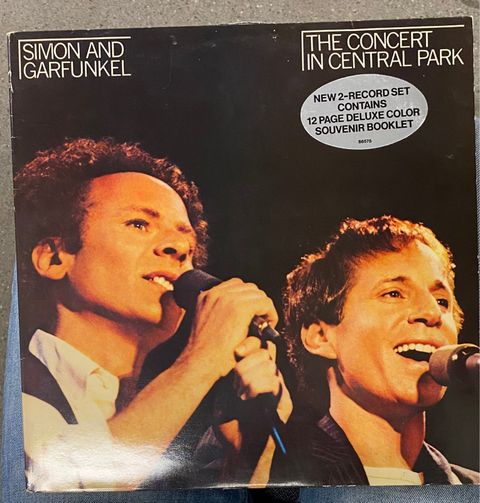 SIMON AND
GARFUNKEL
THE CONCERT
IN CENTRAL PARK
NEW 2-RECORD SET
CONTAINS
12 PAGE DELUXE COLOR
SOUVENIR BOOKLET
S6575